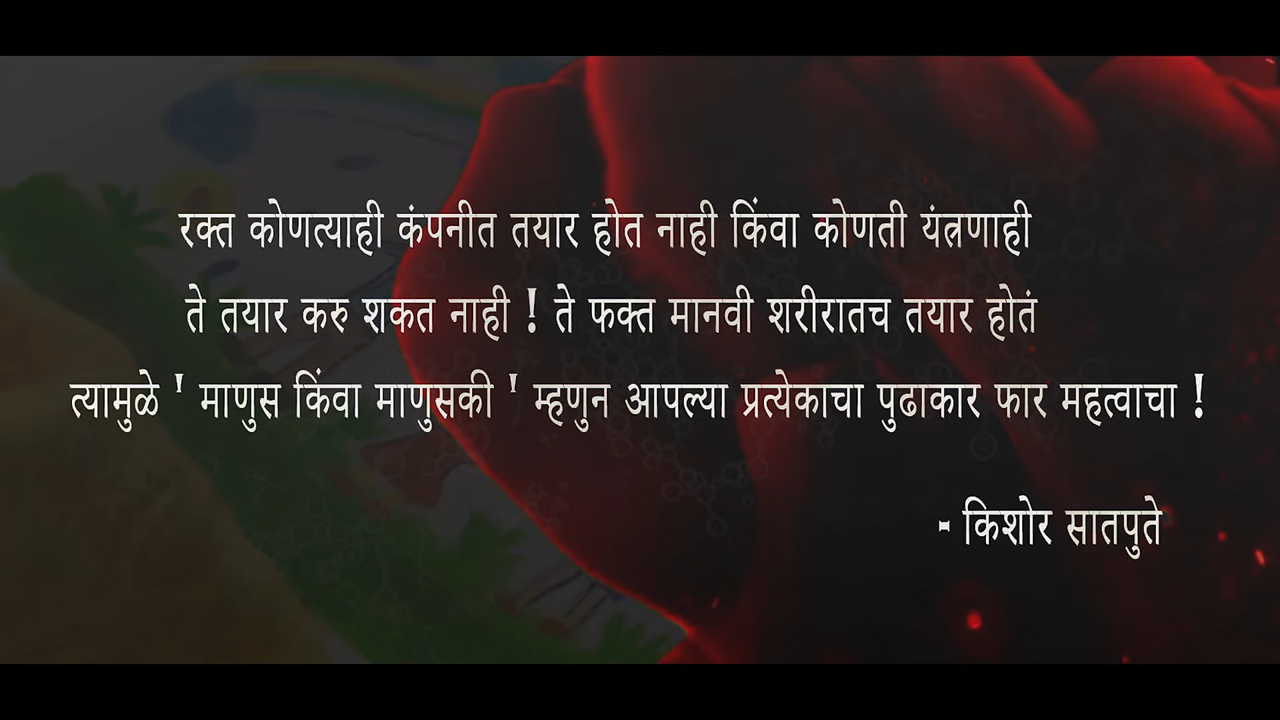 रक्त कोणत्याही कंपनीत तयार होत नाही किंवा कोणती यंत्रणाही
ते तयार करु शकत नाही ! ते फक्त मानवी शरीरातच तयार होतं
त्यामुळे ' माणुस किंवा माणुसकी ' म्हणुन आपल्या प्रत्येकाचा पुढाकार फार महत्वाचा !
- किशोर सातपुते